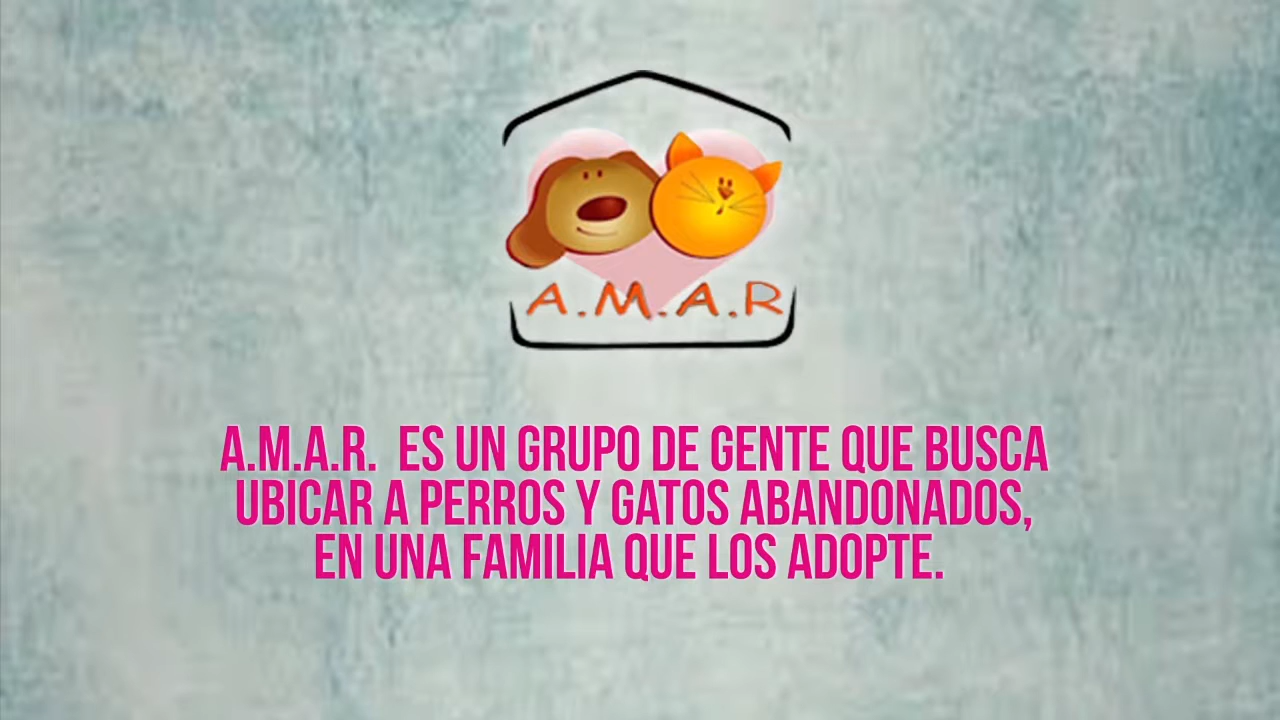 A.M.A.R
A.M.A.R.  ES UN GRUPO DE GENTE QUE BUSCA
UBICAR A PERROS Y GATOS ABANDONADOS,
EN UNA FAMILIA QUE LOS ADOPTE.